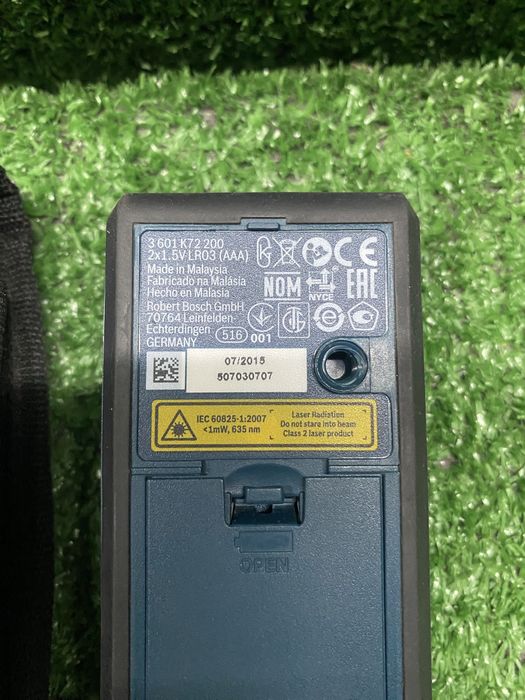 3 601 K72 200
2x1.5V LR03 (AAA)
Made in Malaysia
Fabricado na Malásia
Hecho en Malasia
Robert Bosch GmbH
70764 Leinfelden-
Echterdingen
GERMANY
516 001
CE
NOM
NYCE
EAC
07/2015
507030707
IEC 60825-1:2007
<1mW, 635 nm
Laser Radiation
Do not stare into beam
Class 2 laser product
OPEN